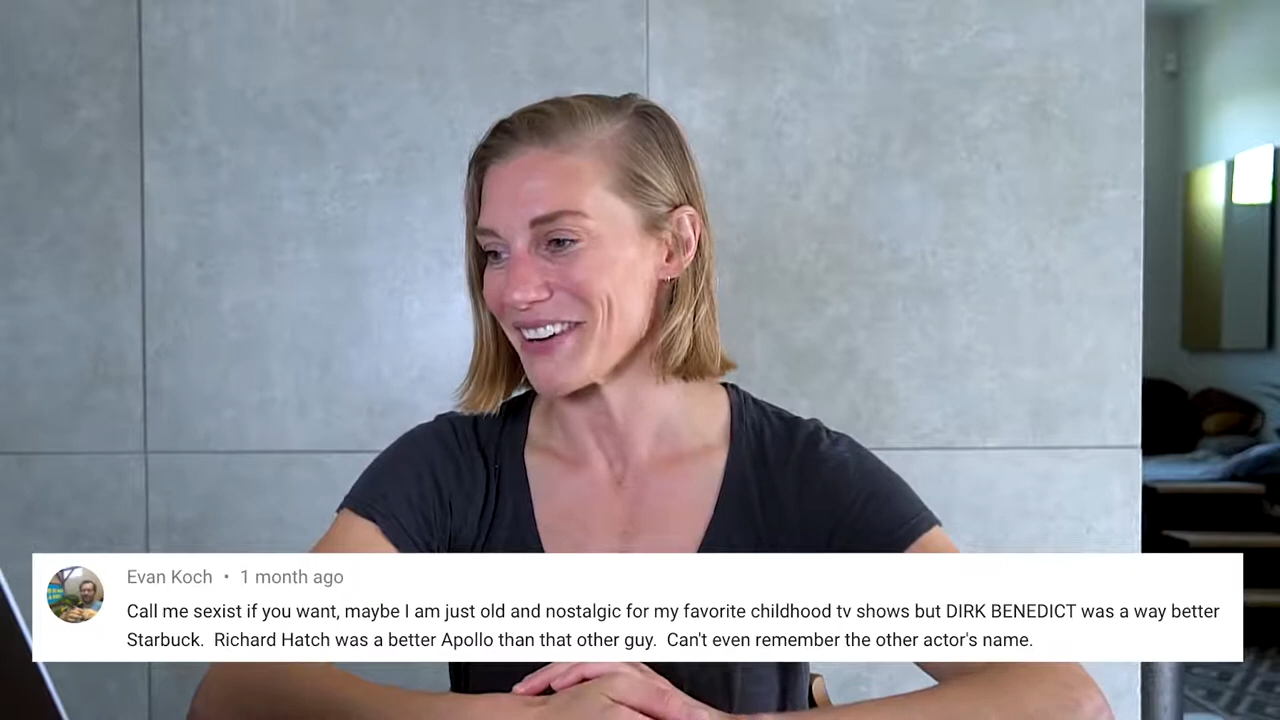 Evan Koch • 1 month ago
Call me sexist if you want, maybe I am just old and nostalgic for my favorite childhood tv shows but DIRK BENEDICT was a way better
Starbuck.  Richard Hatch was a better Apollo than that other guy.  Can't even remember the other actor's name.